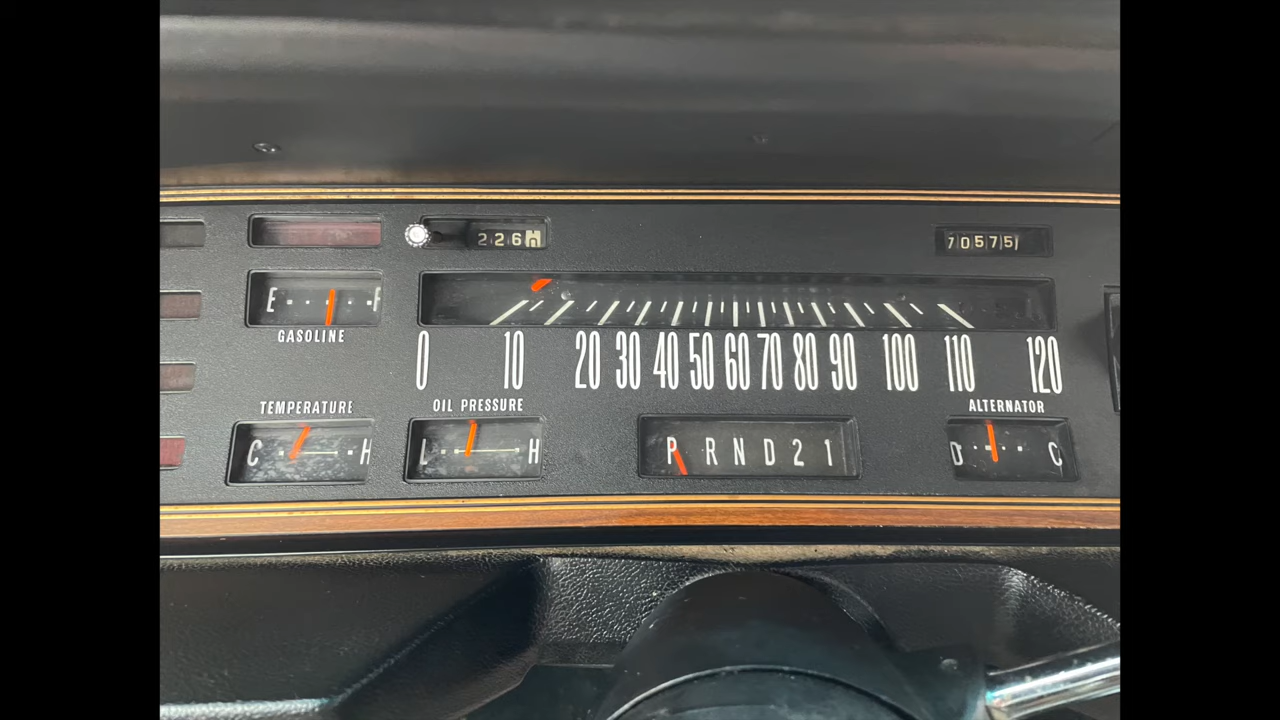 226
70575
E F
GASOLINE
0 10 20 30 40 50 60 70 80 90 100 110 120
TEMPERATURE
OIL PRESSURE
ALTERNATOR
C H
L H
P R N D 2 1
D C